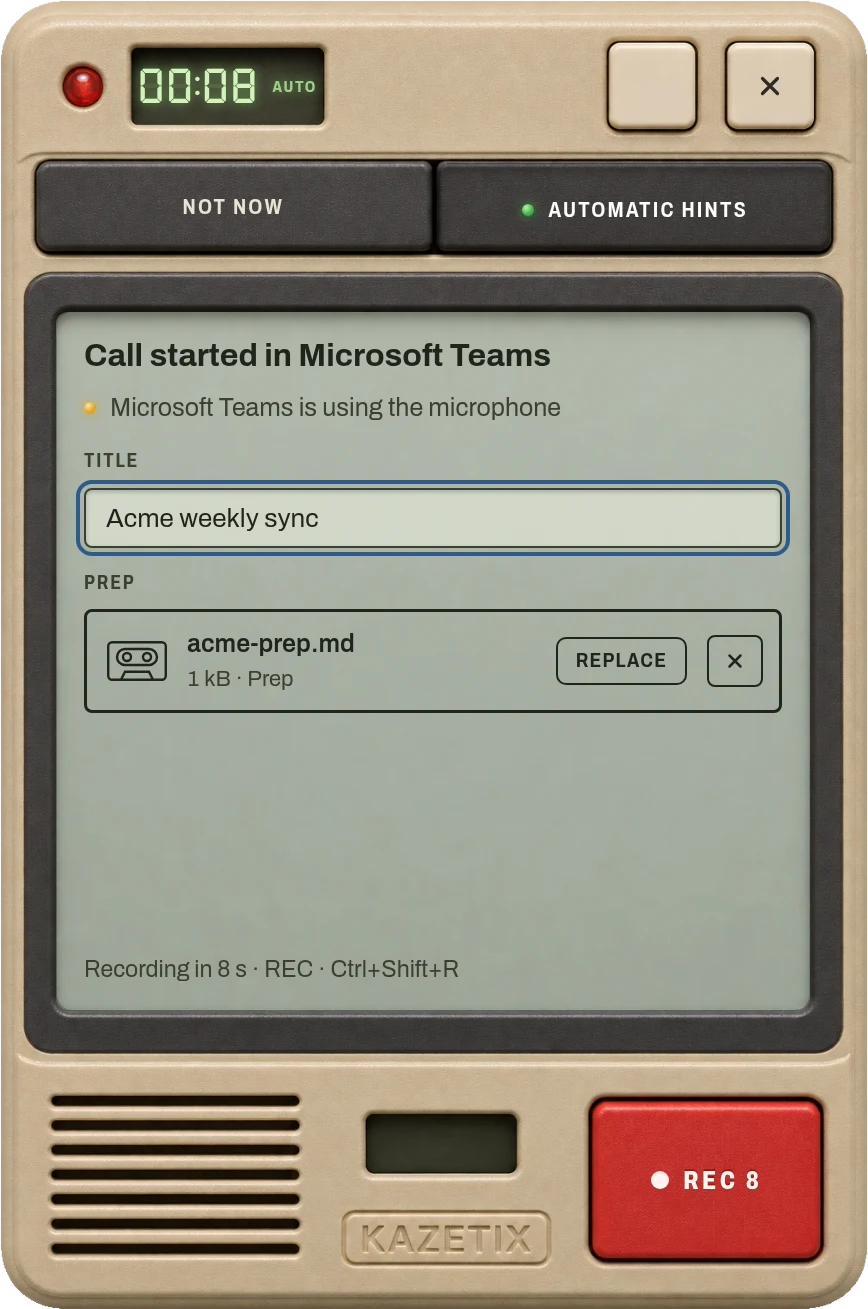 00:08 AUTO
×
NOT NOW
AUTOMATIC HINTS
Call started in Microsoft Teams
Microsoft Teams is using the microphone
TITLE
Acme weekly sync
PREP
acme-prep.md
1 kB · Prep
REPLACE
×
Recording in 8 s · REC · Ctrl+Shift+R
REC 8
KAZETIX